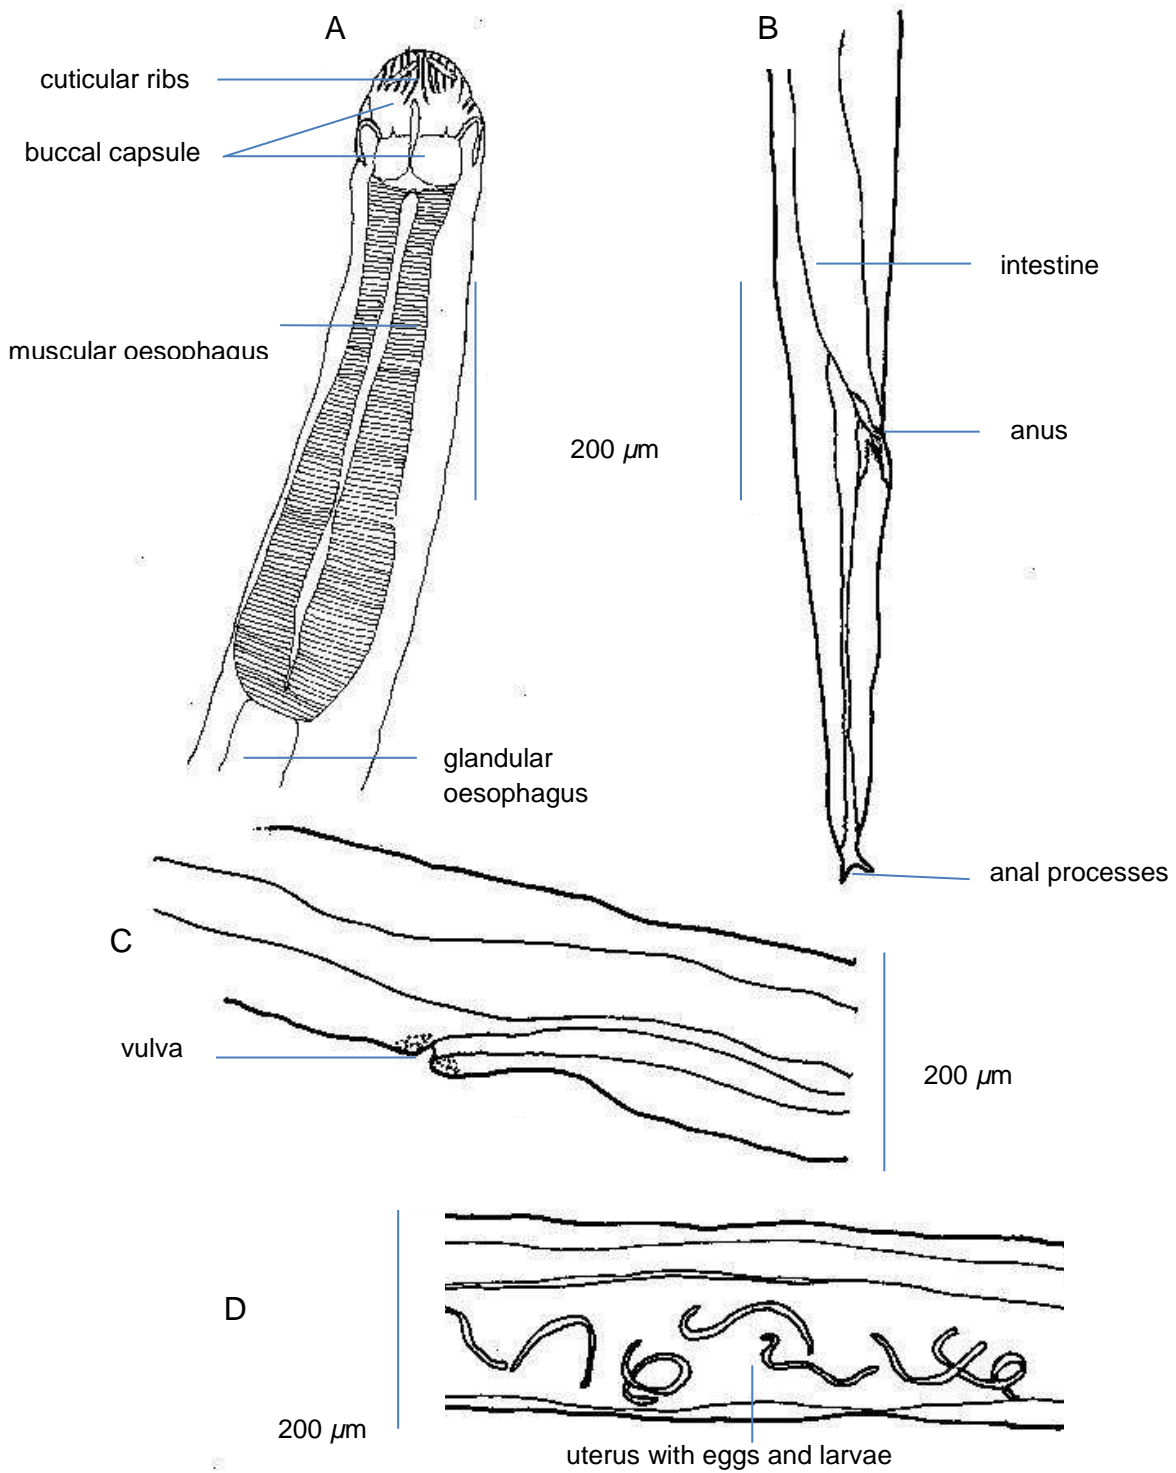 A
B
cuticular ribs
buccal capsule
intestine
muscular oesophagus
anus
200 µm
glandular
oesophagus
anal processes
C
vulva
200 µm
D
200 µm
uterus with eggs and larvae